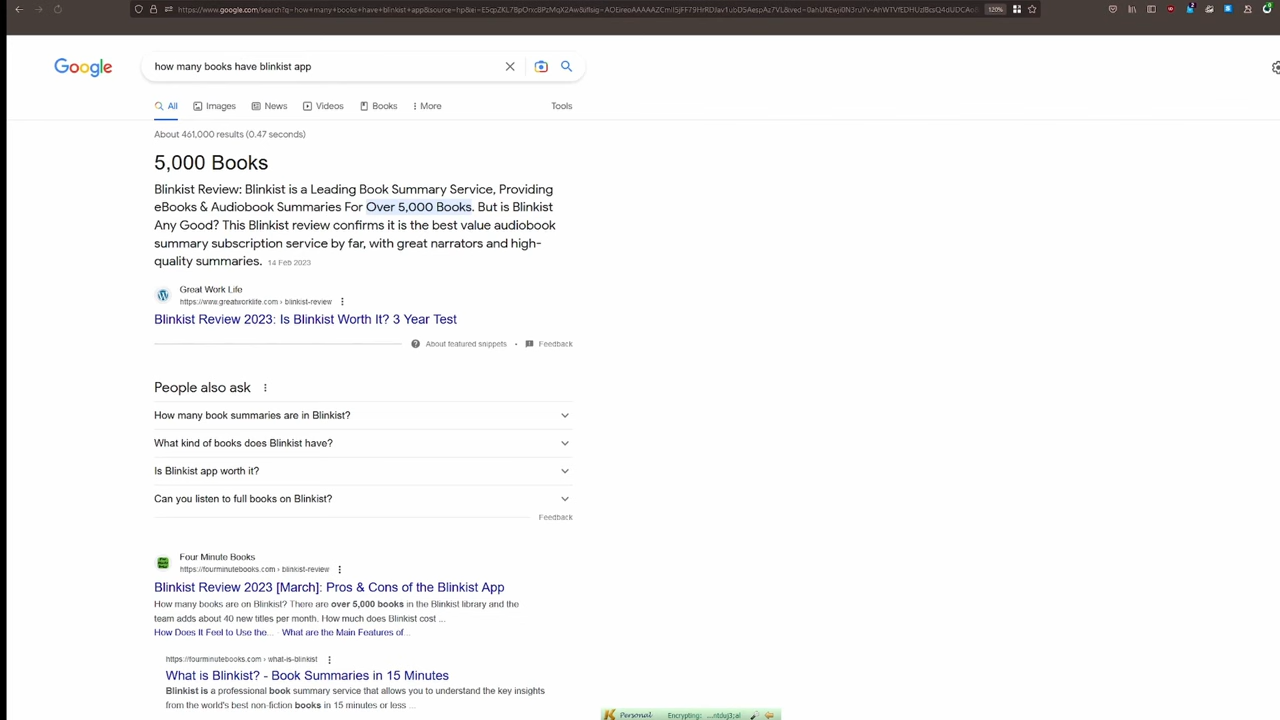 Google
how many books have blinkist app
120%
All Images News Videos Books More Tools
About 461,000 results (0.47 seconds)
5,000 Books
Blinkist Review: Blinkist is a Leading Book Summary Service, Providing
eBooks & Audiobook Summaries For Over 5,000 Books. But is Blinkist
Any Good? This Blinkist review confirms it is the best value audiobook
summary subscription service by far, with great narrators and high-
quality summaries. 14 Feb 2023
Great Work Life
https://www.greatworklife.com › blinkist-review
Blinkist Review 2023: Is Blinkist Worth It? 3 Year Test
About featured snippets • Feedback
People also ask
How many book summaries are in Blinkist?
What kind of books does Blinkist have?
Is Blinkist app worth it?
Can you listen to full books on Blinkist?
Feedback
Four Minute Books
https://fourminutebooks.com › blinkist-review
Blinkist Review 2023 [March]: Pros & Cons of the Blinkist App
How many books are on Blinkist? There are over 5,000 books in the Blinkist library and the
team adds about 40 new titles per month. How much does Blinkist cost ...
How Does It Feel to Use the... · What are the Main Features of...
https://fourminutebooks.com › what-is-blinkist
What is Blinkist? - Book Summaries in 15 Minutes
Blinkist is a professional book summary service that allows you to understand the key insights
from the world's best non-fiction books in 15 minutes or less ...
Personal Encrypting: